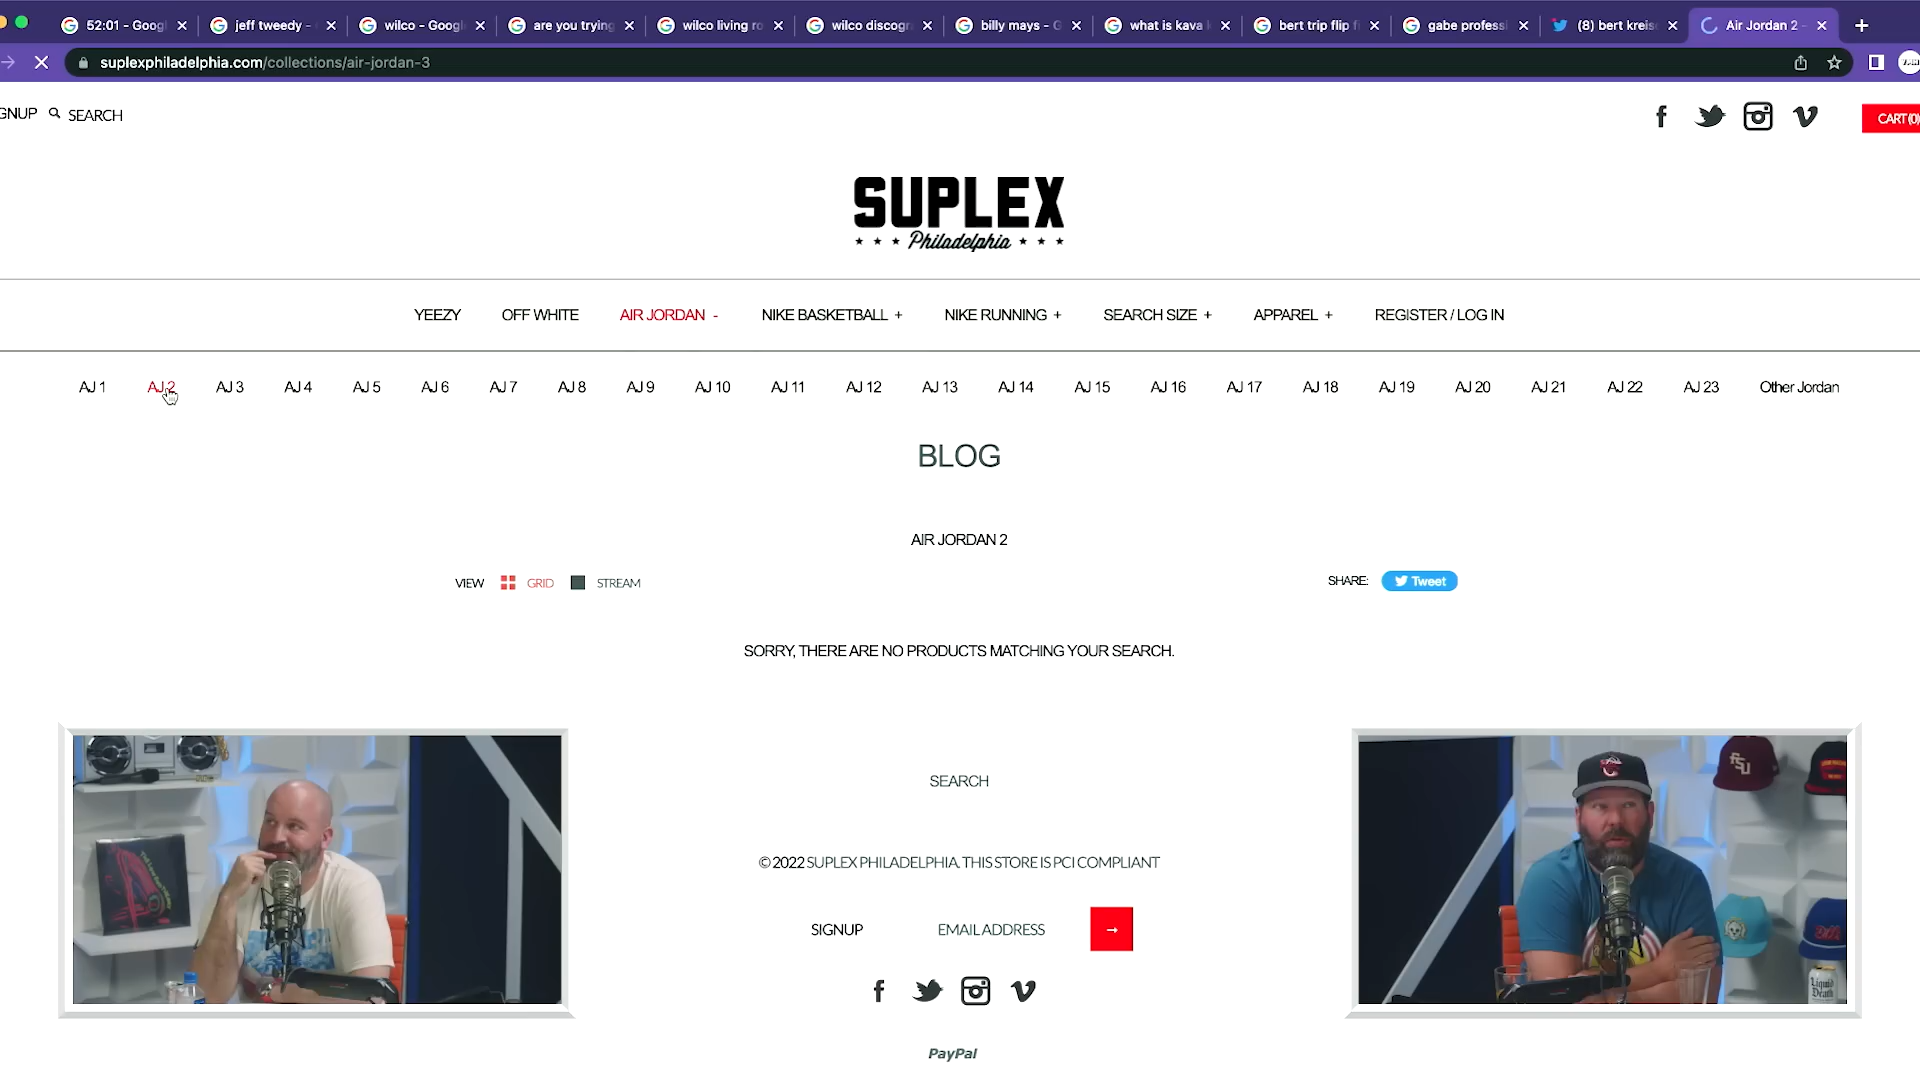 52:01 - Googl
jeff tweedy -
wilco - Googl
are you trying
wilco living ro
wilco discogr
billy mays - G
what is kava
bert trip flip
gabe profess
(8) bert kreis
Air Jordan 2 -
suplexphiladelphia.com/collections/air-jordan-3
GNUP SEARCH
CART (0)
SUPLEX
Philadelphia
YEEZY OFF WHITE AIR JORDAN - NIKE BASKETBALL + NIKE RUNNING + SEARCH SIZE + APPAREL + REGISTER / LOG IN
AJ 1 AJ 2 AJ 3 AJ 4 AJ 5 AJ 6 AJ 7 AJ 8 AJ 9 AJ 10 AJ 11 AJ 12 AJ 13 AJ 14 AJ 15 AJ 16 AJ 17 AJ 18 AJ 19 AJ 20 AJ 21 AJ 22 AJ 23 Other Jordan
BLOG
AIR JORDAN 2
VIEW GRID STREAM
SHARE: Tweet
SORRY, THERE ARE NO PRODUCTS MATCHING YOUR SEARCH.
SEARCH
© 2022 SUPLEX PHILADELPHIA. THIS STORE IS PCI COMPLIANT
SIGNUP EMAIL ADDRESS →
PayPal
FSU
Liquid
Death